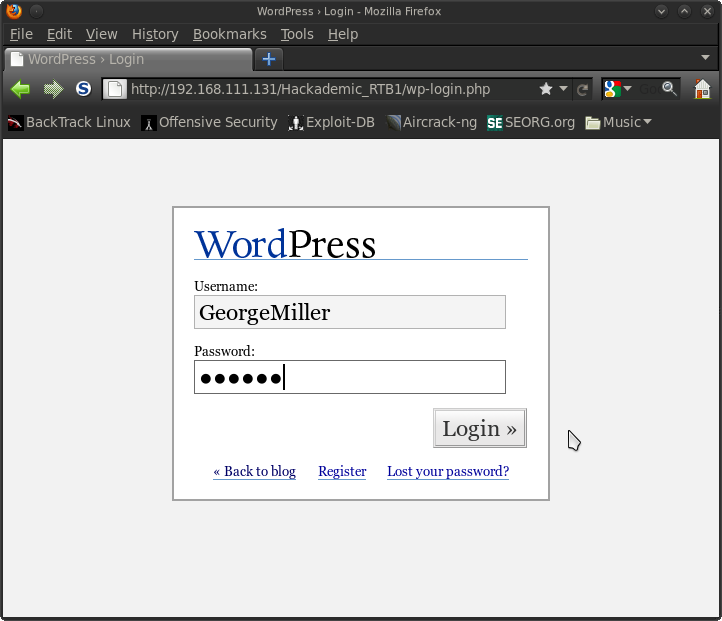 WordPress › Login - Mozilla Firefox
File Edit View History Bookmarks Tools Help
WordPress › Login
http://192.168.111.131/Hackademic_RTB1/wp-login.php
BackTrack Linux Offensive Security Exploit-DB Aircrack-ng SE SEORG.org Music
WordPress
Username:
GeorgeMiller
Password:
●●●●●●
Login »
« Back to blog Register Lost your password?